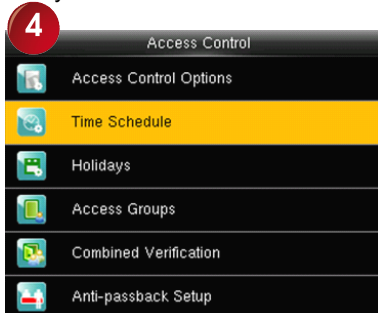 4
Access Control
Access Control Options
Time Schedule
Holidays
Access Groups
Combined Verification
Anti-passback Setup